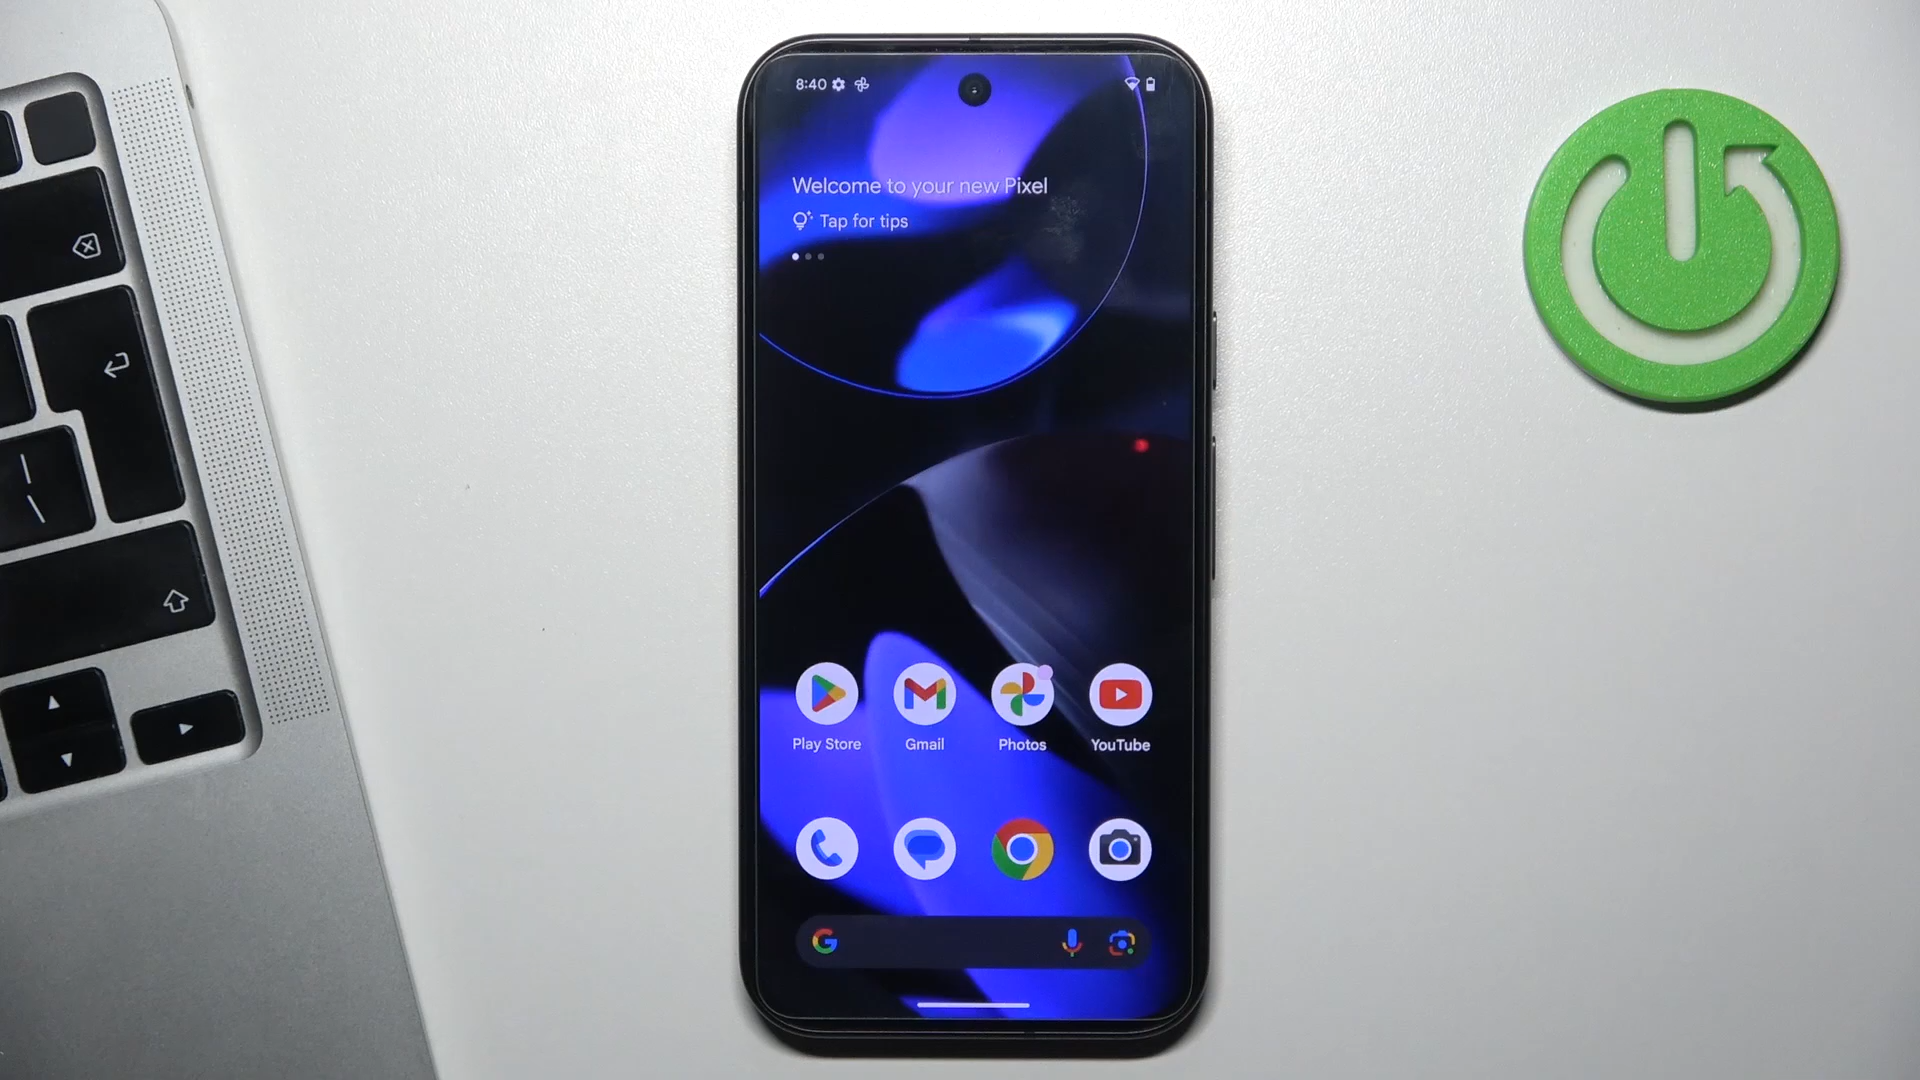 8:40
Welcome to your new Pixel
Tap for tips
Play Store
Gmail
Photos
YouTube